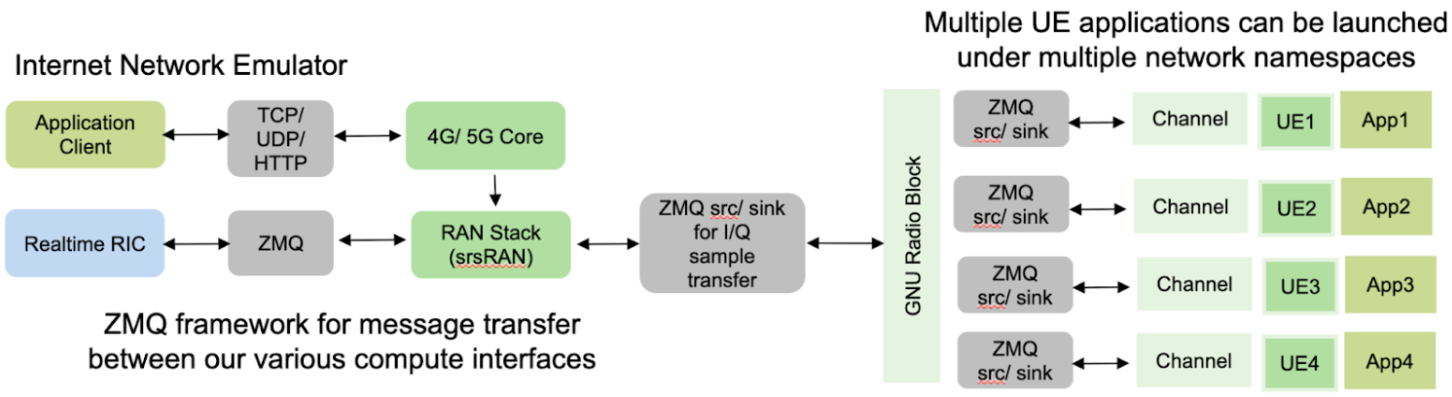 Multiple UE applications can be launched
under multiple network namespaces
Internet Network Emulator
Application
Client
TCP/
UDP/
HTTP
4G/ 5G Core
Realtime RIC
ZMQ
RAN Stack
(srsRAN)
ZMQ src/ sink
for I/Q
sample
transfer
ZMQ framework for message transfer
between our various compute interfaces
GNU Radio Block
ZMQ
src/ sink
Channel
UE1
App1
ZMQ
src/ sink
Channel
UE2
App2
ZMQ
src/ sink
Channel
UE3
App3
ZMQ
src/ sink
Channel
UE4
App4